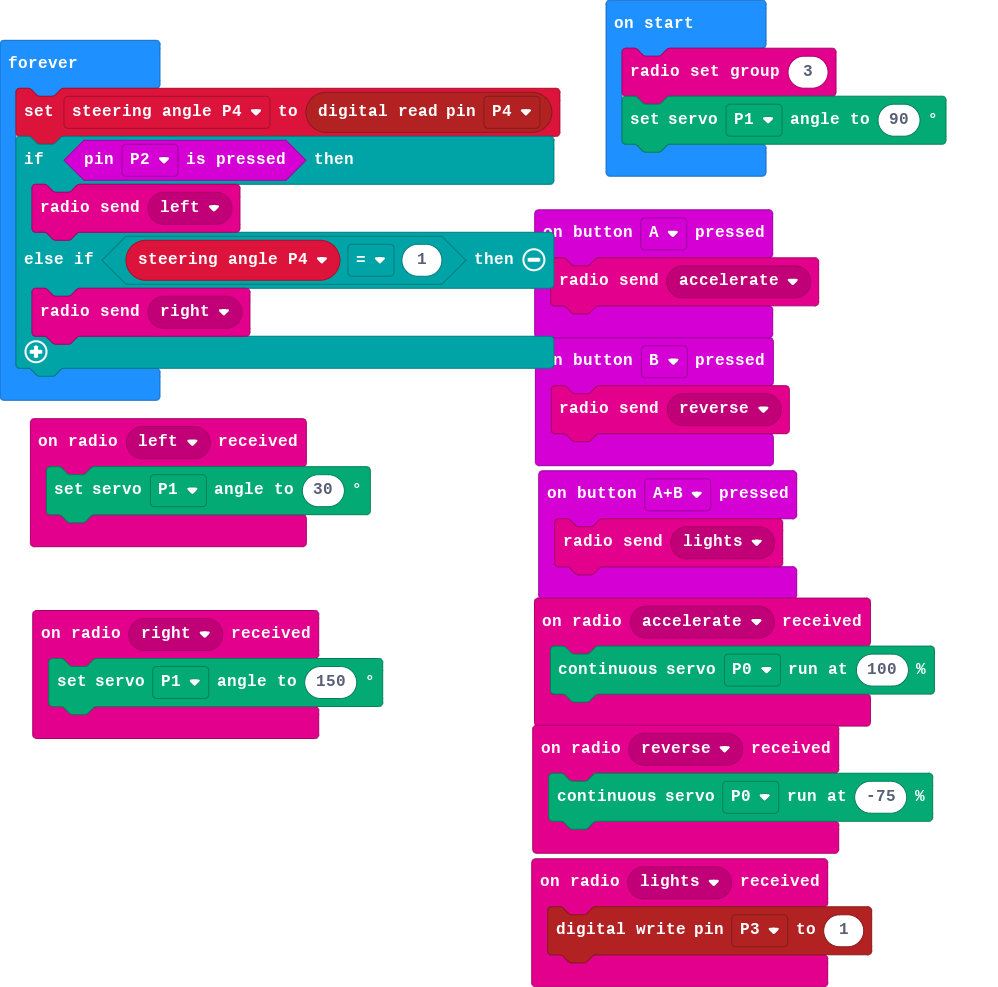 forever
set steering angle P4 to digital read pin P4
if pin P2 is pressed then
radio send left
else if steering angle P4 = 1 then
radio send right
on start
radio set group 3
set servo P1 angle to 90 °
on button A pressed
radio send accelerate
n button B pressed
radio send reverse
on button A+B pressed
radio send lights
on radio left received
set servo P1 angle to 30 °
on radio right received
set servo P1 angle to 150 °
on radio accelerate received
continuous servo P0 run at 100 %
on radio reverse received
continuous servo P0 run at -75 %
on radio lights received
digital write pin P3 to 1